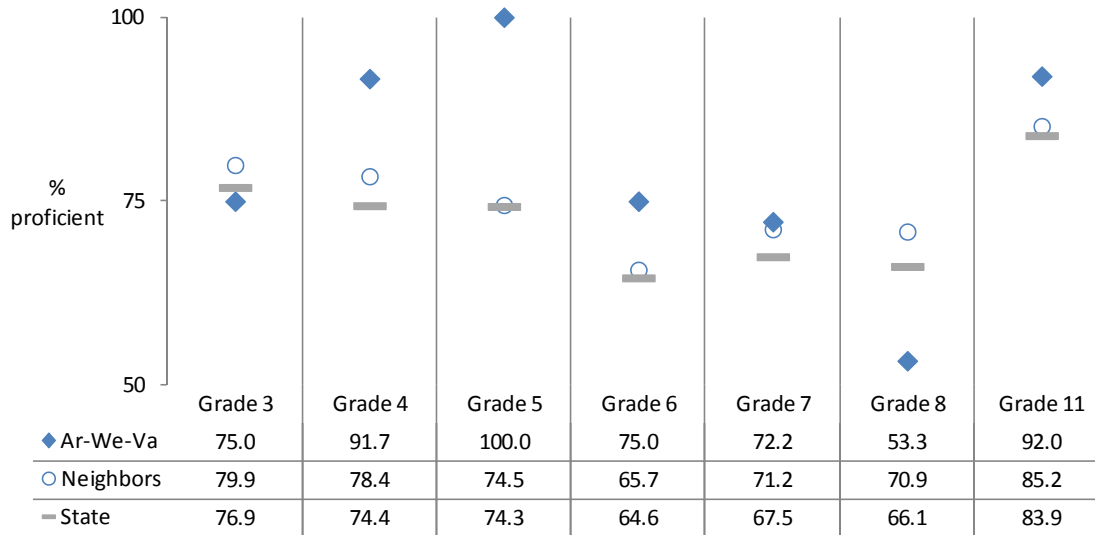 100
75
%
proficient
50
Grade 3 Grade 4 Grade 5 Grade 6 Grade 7 Grade 8 Grade 11
Ar-We-Va 75.0 91.7 100.0 75.0 72.2 53.3 92.0
Neighbors 79.9 78.4 74.5 65.7 71.2 70.9 85.2
State 76.9 74.4 74.3 64.6 67.5 66.1 83.9